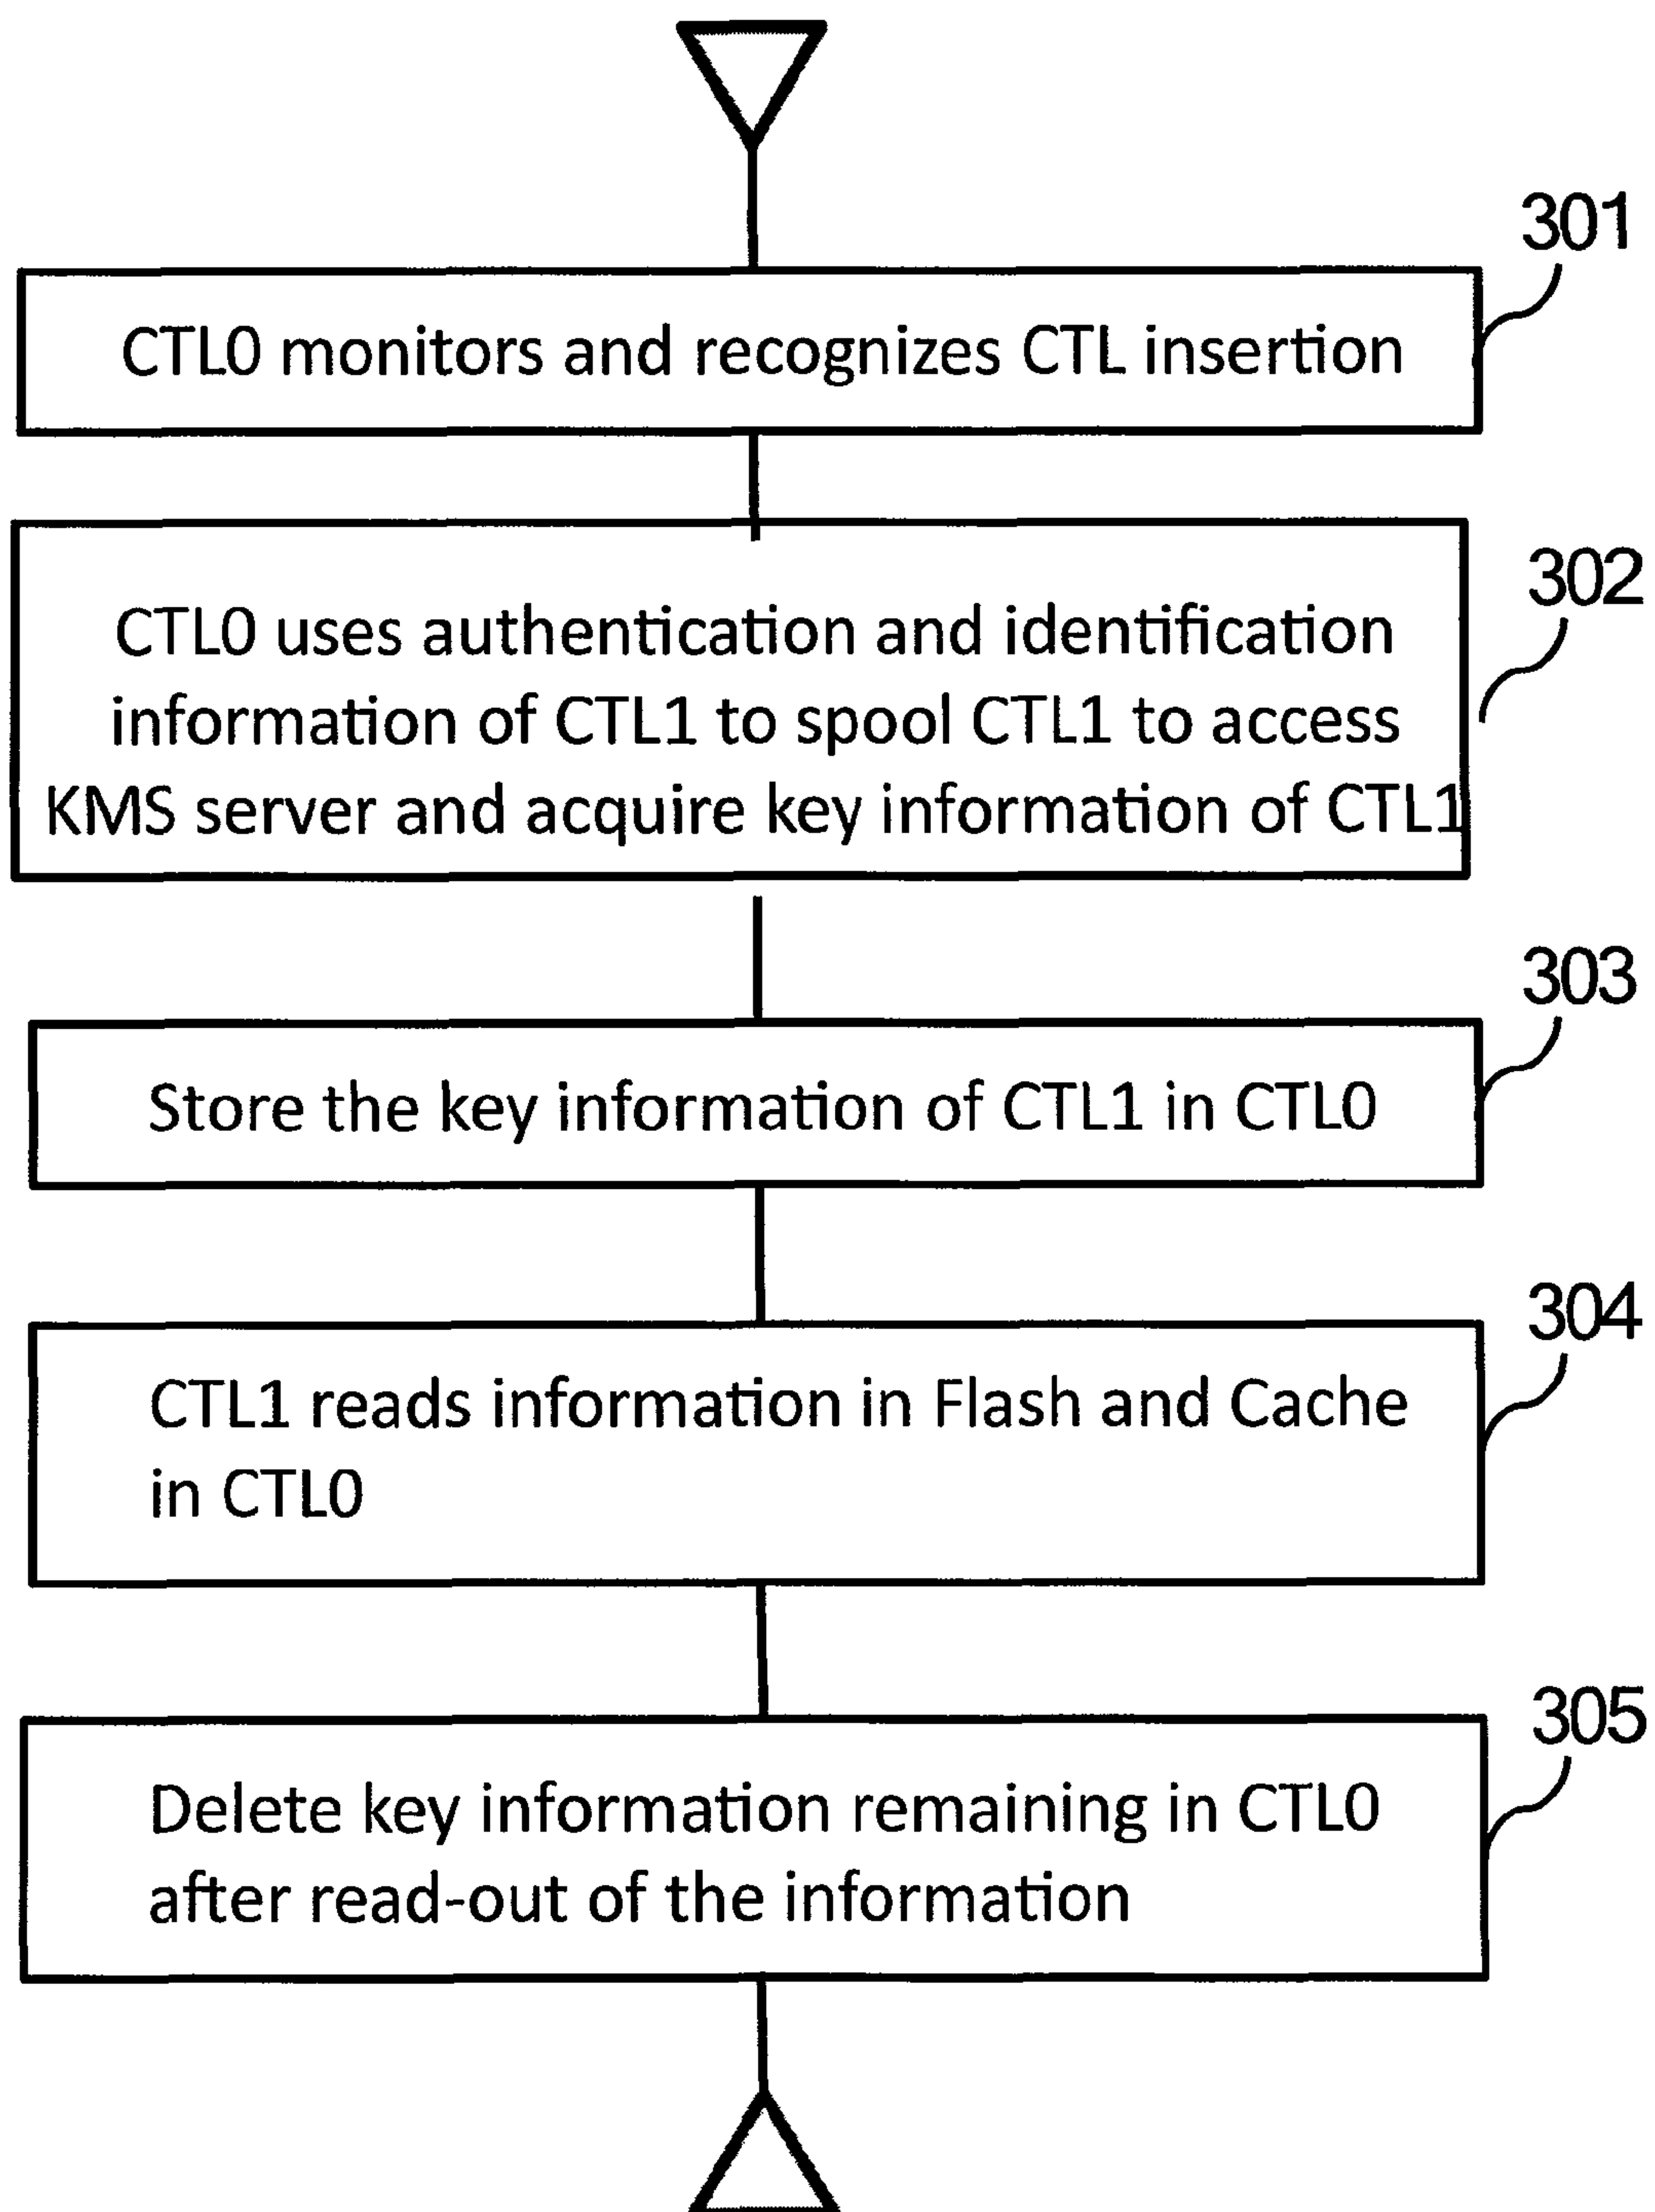 301
CTL0 monitors and recognizes CTL insertion
302
CTL0 uses authentication and identification
information of CTL1 to spool CTL1 to access
KMS server and acquire key information of CTL1
303
Store the key information of CTL1 in CTL0
304
CTL1 reads information in Flash and Cache
in CTL0
305
Delete key information remaining in CTL0
after read-out of the information